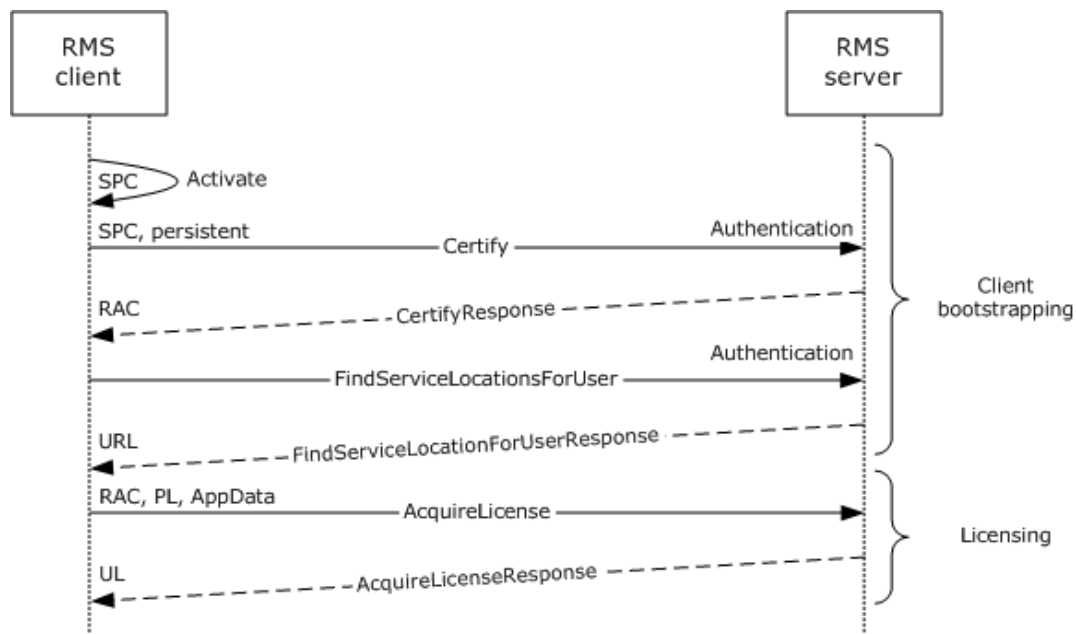 RMS
client
RMS
server
SPC
Activate
SPC, persistent
Authentication
Certify
Client
bootstrapping
RAC
CertifyResponse
Authentication
FindServiceLocationsForUser
URL
FindServiceLocationForUserResponse
RAC, PL, AppData
AcquireLicense
Licensing
UL
AcquireLicenseResponse